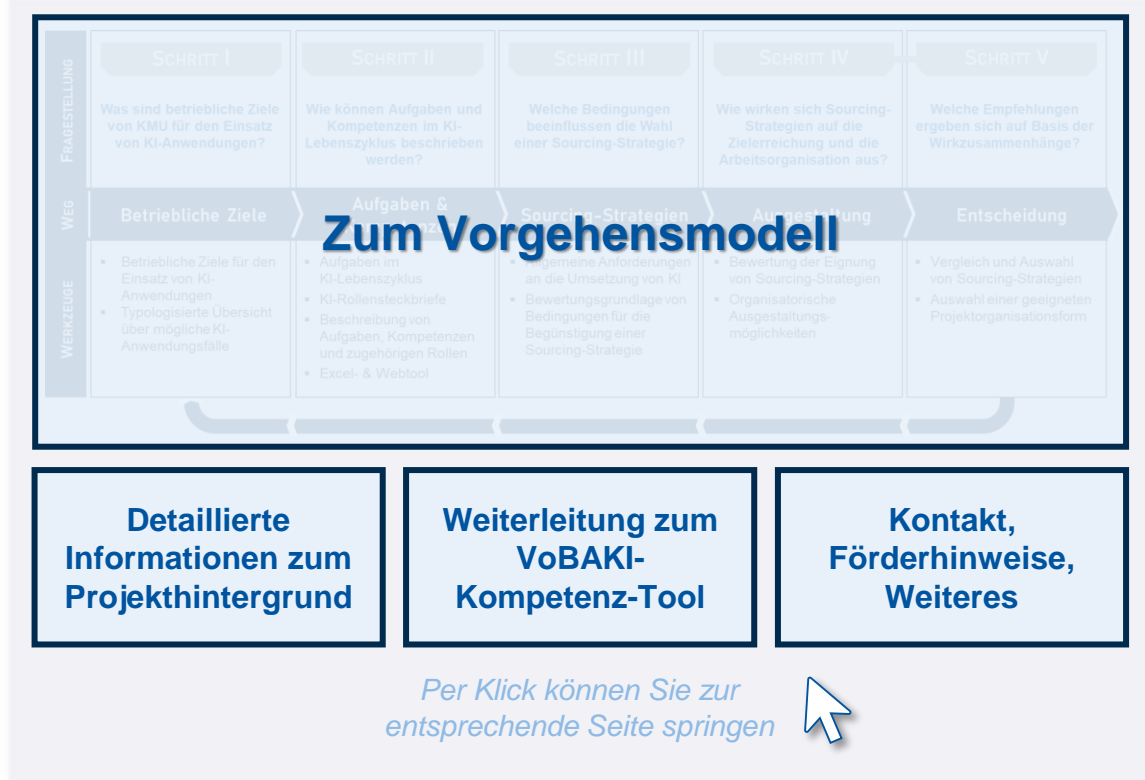 FRAGESTELLUNG
SCHRITT I
SCHRITT II
SCHRITT III
SCHRITT IV
SCHRITT V
Was sind betriebliche Ziele
von KMU für den Einsatz
von KI-Anwendungen?
Wie können Aufgaben und
Kompetenzen im KI-
Lebenszyklus beschrieben
werden?
Welche Bedingungen
beeinflussen die Wahl
einer Sourcing-Strategie?
Wie wirken sich Sourcing-
Strategien auf die
Zielerreichung und die
Arbeitsorganisation aus?
Welche Empfehlungen
ergeben sich auf Basis der
Wirkzusammenhänge?
WEG
Betriebliche Ziele
Aufgaben &
Sourcing-Strategien
Ausgestaltung
Entscheidung
Zum Vorgehensmodell
WERKZEUGE
▪ Betriebliche Ziele für den
Einsatz von KI-
Anwendungen
▪ Typologisierte Übersicht
über mögliche KI-
Anwendungsfälle
▪ Aufgaben im
KI-Lebenszyklus
▪ KI-Rollensteckbriefe
▪ Beschreibung von
Aufgaben, Kompetenzen
und zugehörigen Rollen
▪ Excel- & Webtool
▪ Allgemeine Anforderungen
an die Umsetzung von KI
▪ Bewertungsgrundlage von
Bedingungen für die
Begünstigung einer
Sourcing-Strategie
▪ Bewertung der Eignung
von Sourcing-Strategien
▪ Organisatorische
Ausgestaltungs-
möglichkeiten
▪ Vergleich und Auswahl
von Sourcing-Strategien
▪ Auswahl einer geeigneten
Projektorganisationsform
Detaillierte
Informationen zum
Projekthintergrund
Weiterleitung zum
VoBAKI-
Kompetenz-Tool
Kontakt,
Förderhinweise,
Weiteres
Per Klick können Sie zur
entsprechende Seite springen